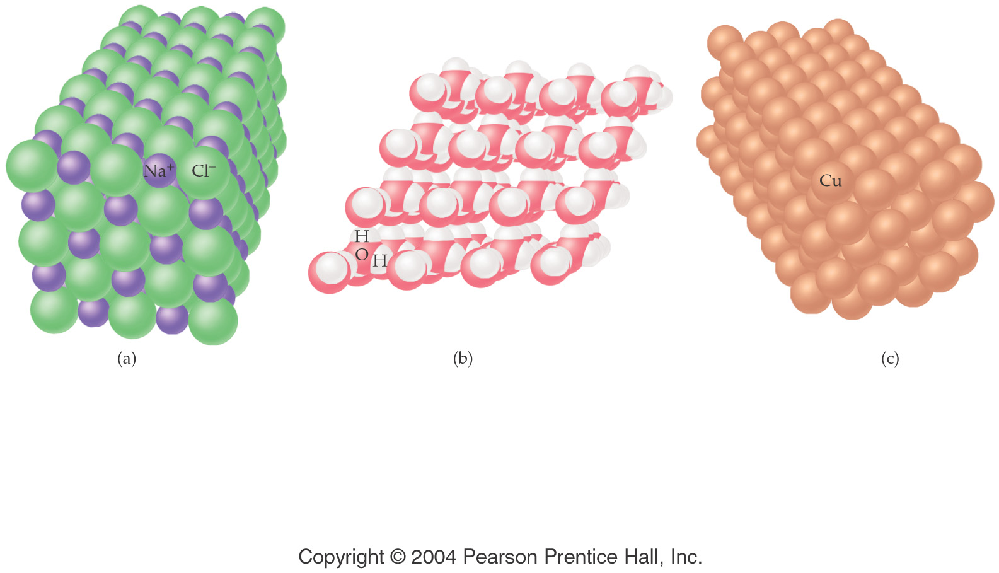 Na⁺ Cl⁻
H
O
H
Cu
(a)
(b)
(c)
Copyright © 2004 Pearson Prentice Hall, Inc.